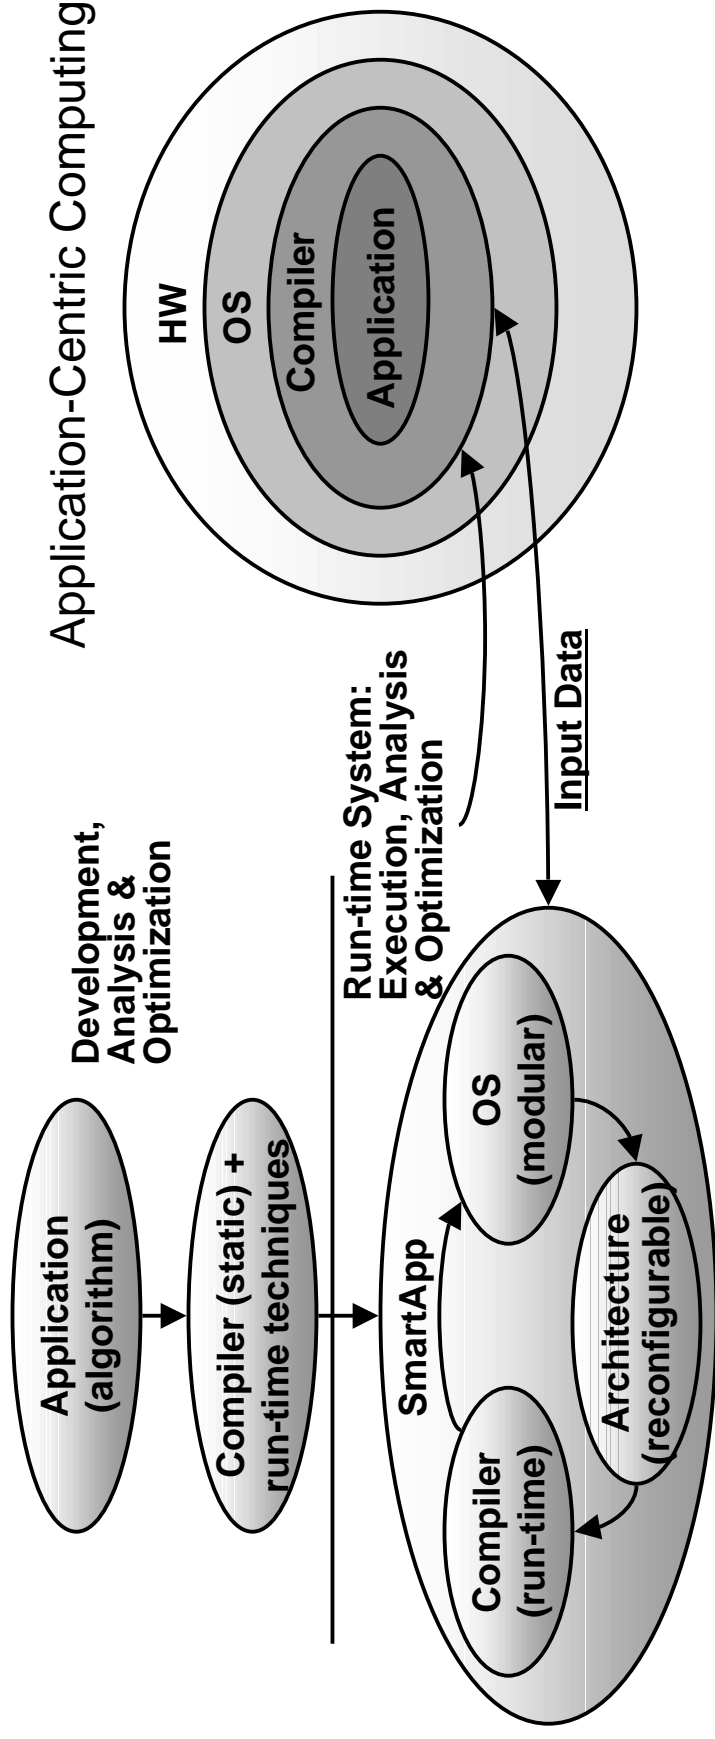 Application
(algorithm)
Development,
Analysis &
Optimization
Compiler (static) +
run-time techniques
Run-time System:
Execution, Analysis
& Optimization
SmartApp
Compiler
(run-time)
OS
(modular)
Architecture
(reconfigurable)
Input Data
Application-Centric Computing
HW
OS
Compiler
Application